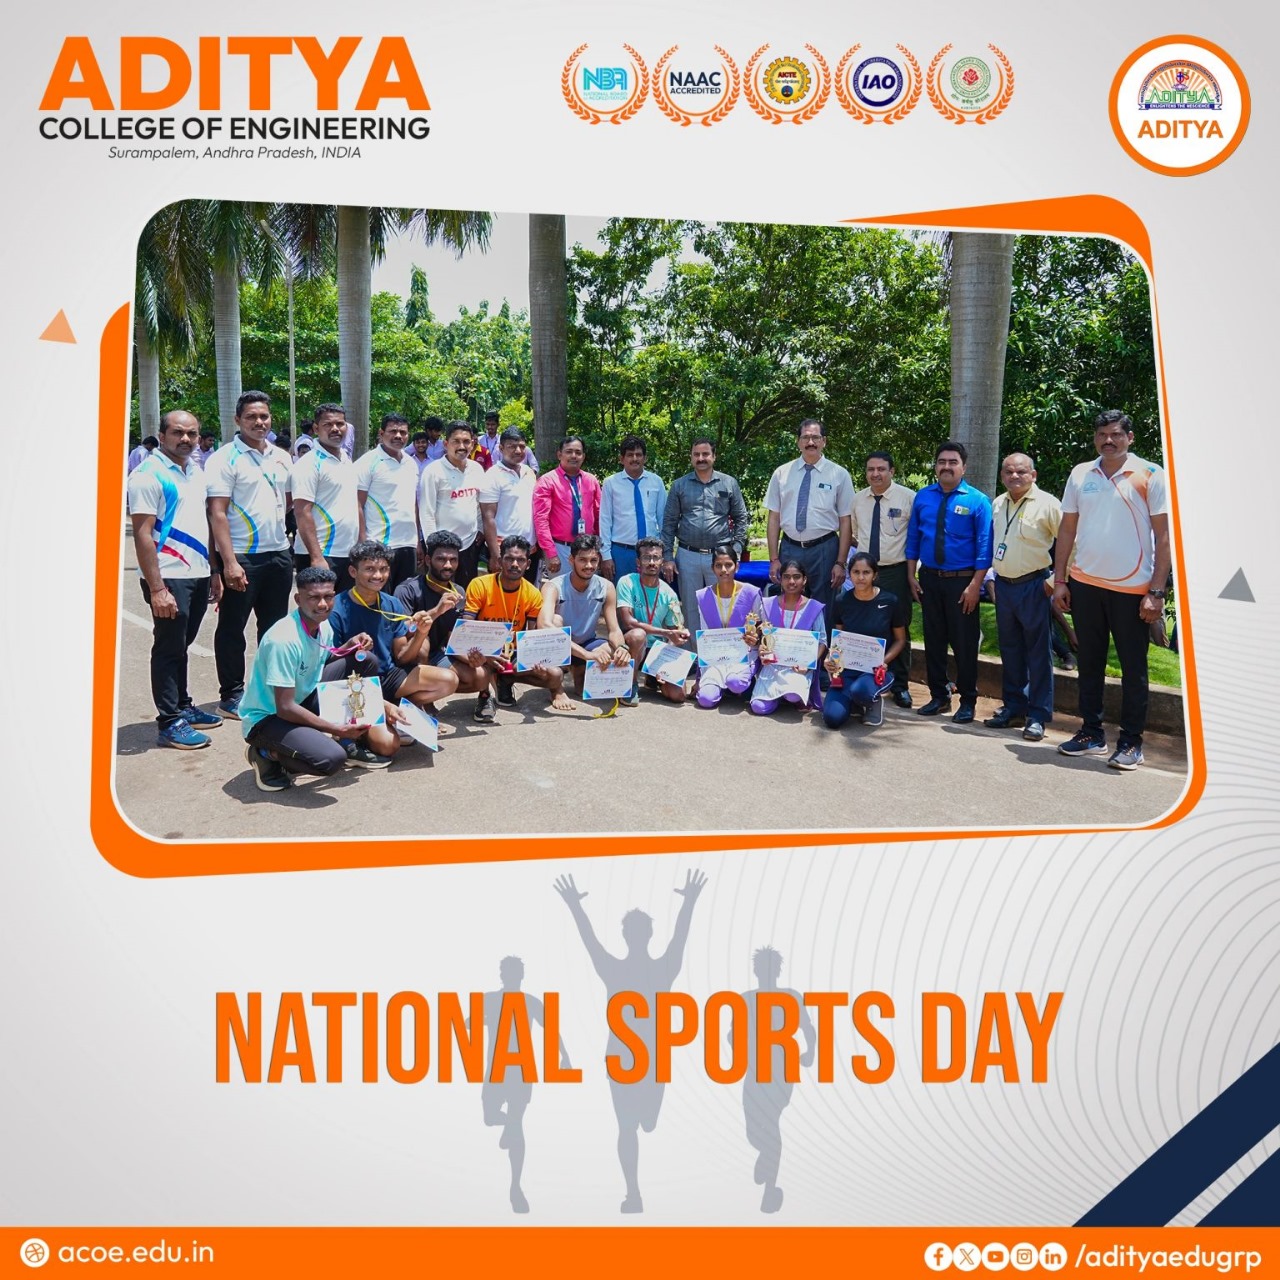 ADITYA
COLLEGE OF ENGINEERING
Surampalem, Andhra Pradesh, INDIA
NBA
NAAC
ACCREDITED
AICTE
IAO
ADITYA
ADITYA
NATIONAL SPORTS DAY
acoe.edu.in
/adityaedugrp